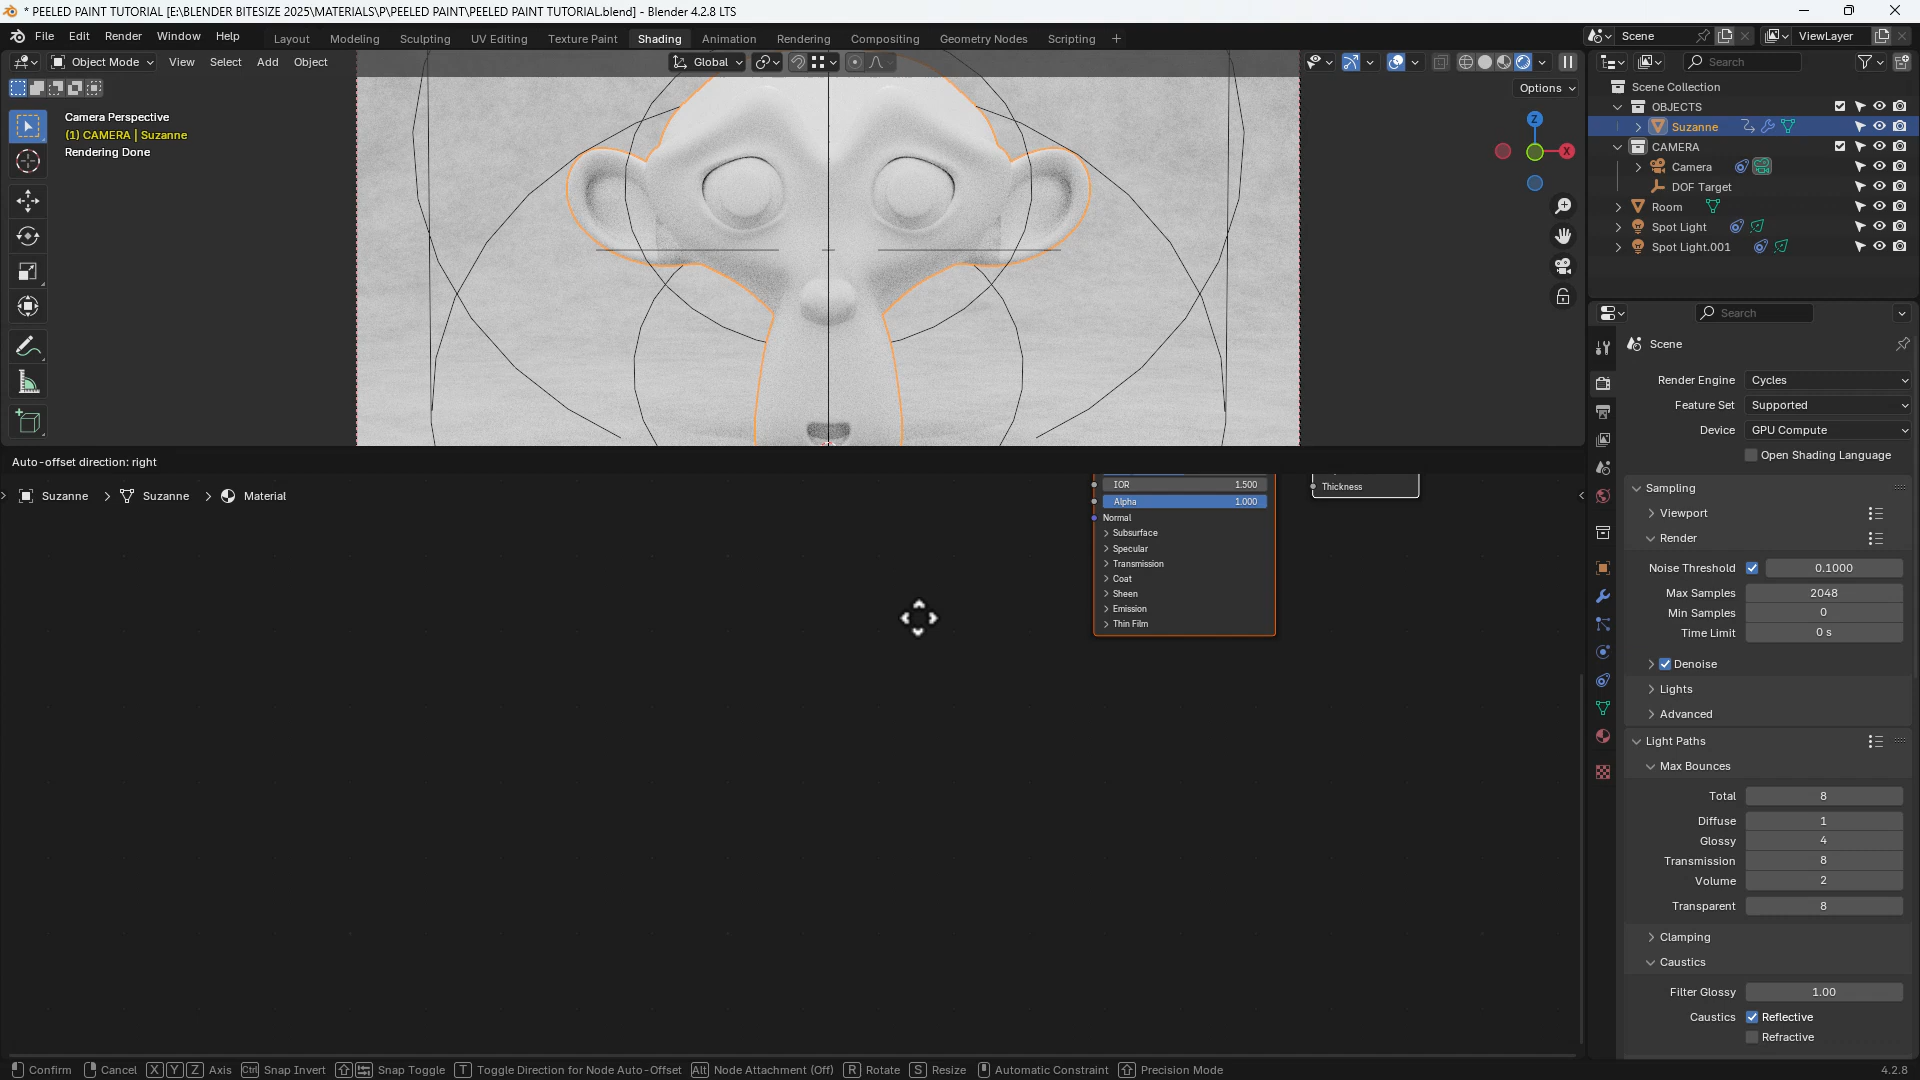 * PEELED PAINT TUTORIAL [E:\BLENDER BITESIZE 2025\MATERIALS\P\PEELED PAINT\PEELED PAINT TUTORIAL.blend] - Blender 4.2.8 LTS
File Edit Render Window Help
Layout Modeling Sculpting UV Editing Texture Paint Shading Animation Rendering Compositing Geometry Nodes Scripting +
Scene ViewLayer
Object Mode View Select Add Object
Global
Search
Options
Camera Perspective
(1) CAMERA | Suzanne
Rendering Done
Z
X
Scene Collection
OBJECTS
Suzanne
CAMERA
Camera
DOF Target
Room
Spot Light
Spot Light.001
Search
Scene
Render Engine Cycles
Feature Set Supported
Device GPU Compute
Open Shading Language
Sampling
Viewport
Render
Noise Threshold 0.1000
Max Samples 2048
Min Samples 0
Time Limit 0 s
Denoise
Lights
Advanced
Light Paths
Max Bounces
Total 8
Diffuse 1
Glossy 4
Transmission 8
Volume 2
Transparent 8
Clamping
Caustics
Filter Glossy 1.00
Caustics Reflective
Refractive
Auto-offset direction: right
Suzanne > Suzanne > Material
IOR 1.500
Alpha 1.000
Normal
Subsurface
Specular
Transmission
Coat
Sheen
Emission
Thin Film
Thickness
Confirm Cancel X Y Z Axis Ctrl Snap Invert Snap Toggle T Toggle Direction for Node Auto-Offset Alt Node Attachment (Off) R Rotate S Resize Automatic Constraint Precision Mode
4.2.8